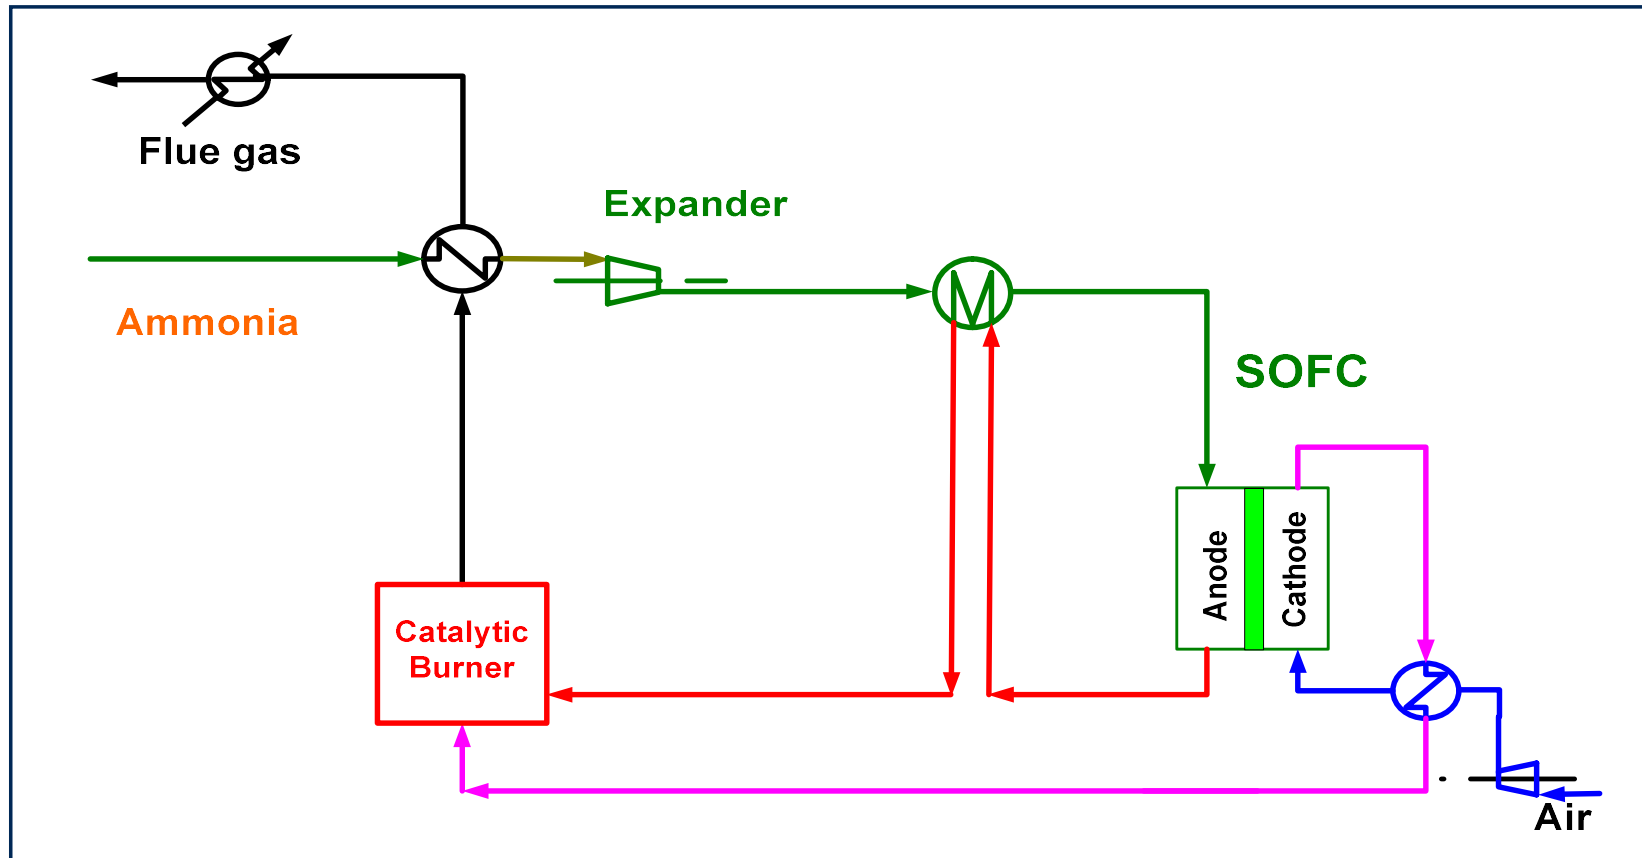 Flue gas
Expander
Ammonia
SOFC
Anode
Cathode
Catalytic
Burner
Air